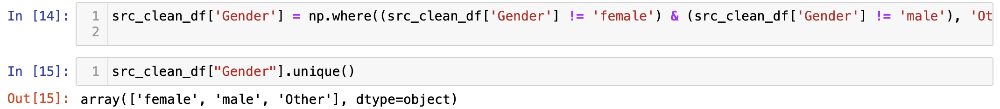 In [14]: 1 src_clean_df['Gender'] = np.where((src_clean_df['Gender'] != 'female') & (src_clean_df['Gender'] != 'male'), 'Ot
2
In [15]: 1 src_clean_df["Gender"].unique()
Out[15]: array(['female', 'male', 'Other'], dtype=object)